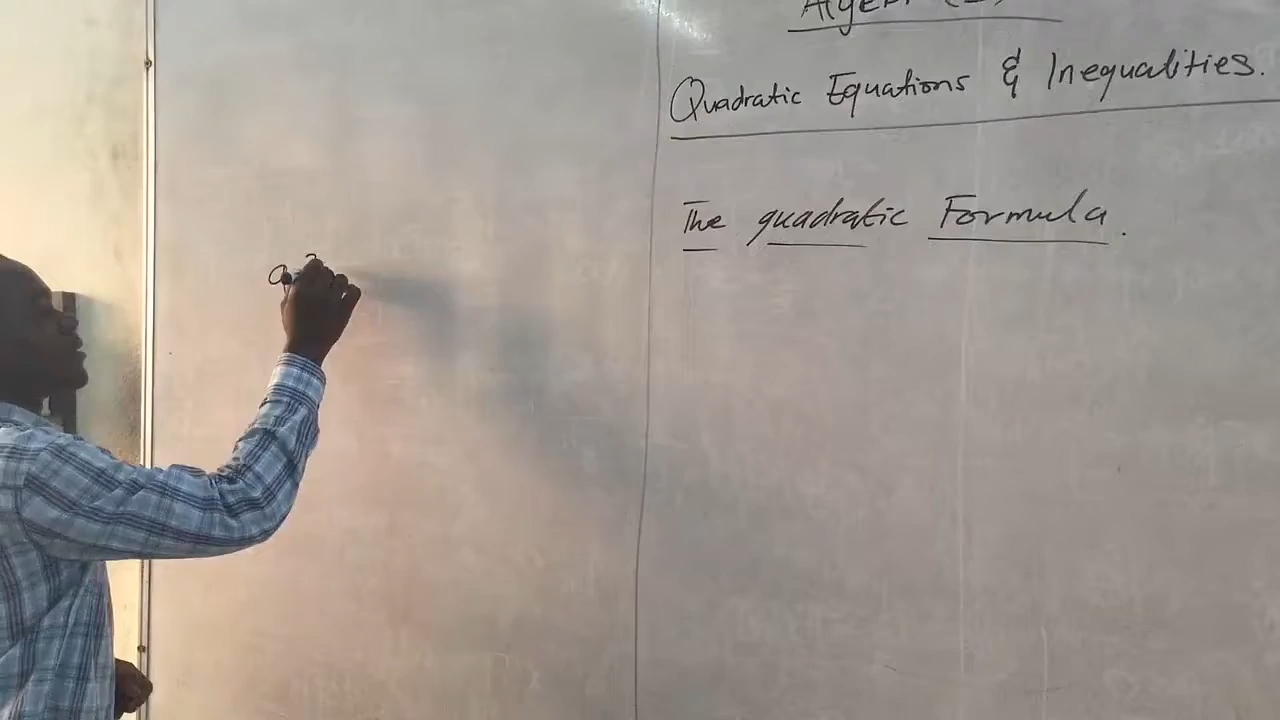 Quadratic Equations & Inequalities.
The quadratic Formula.